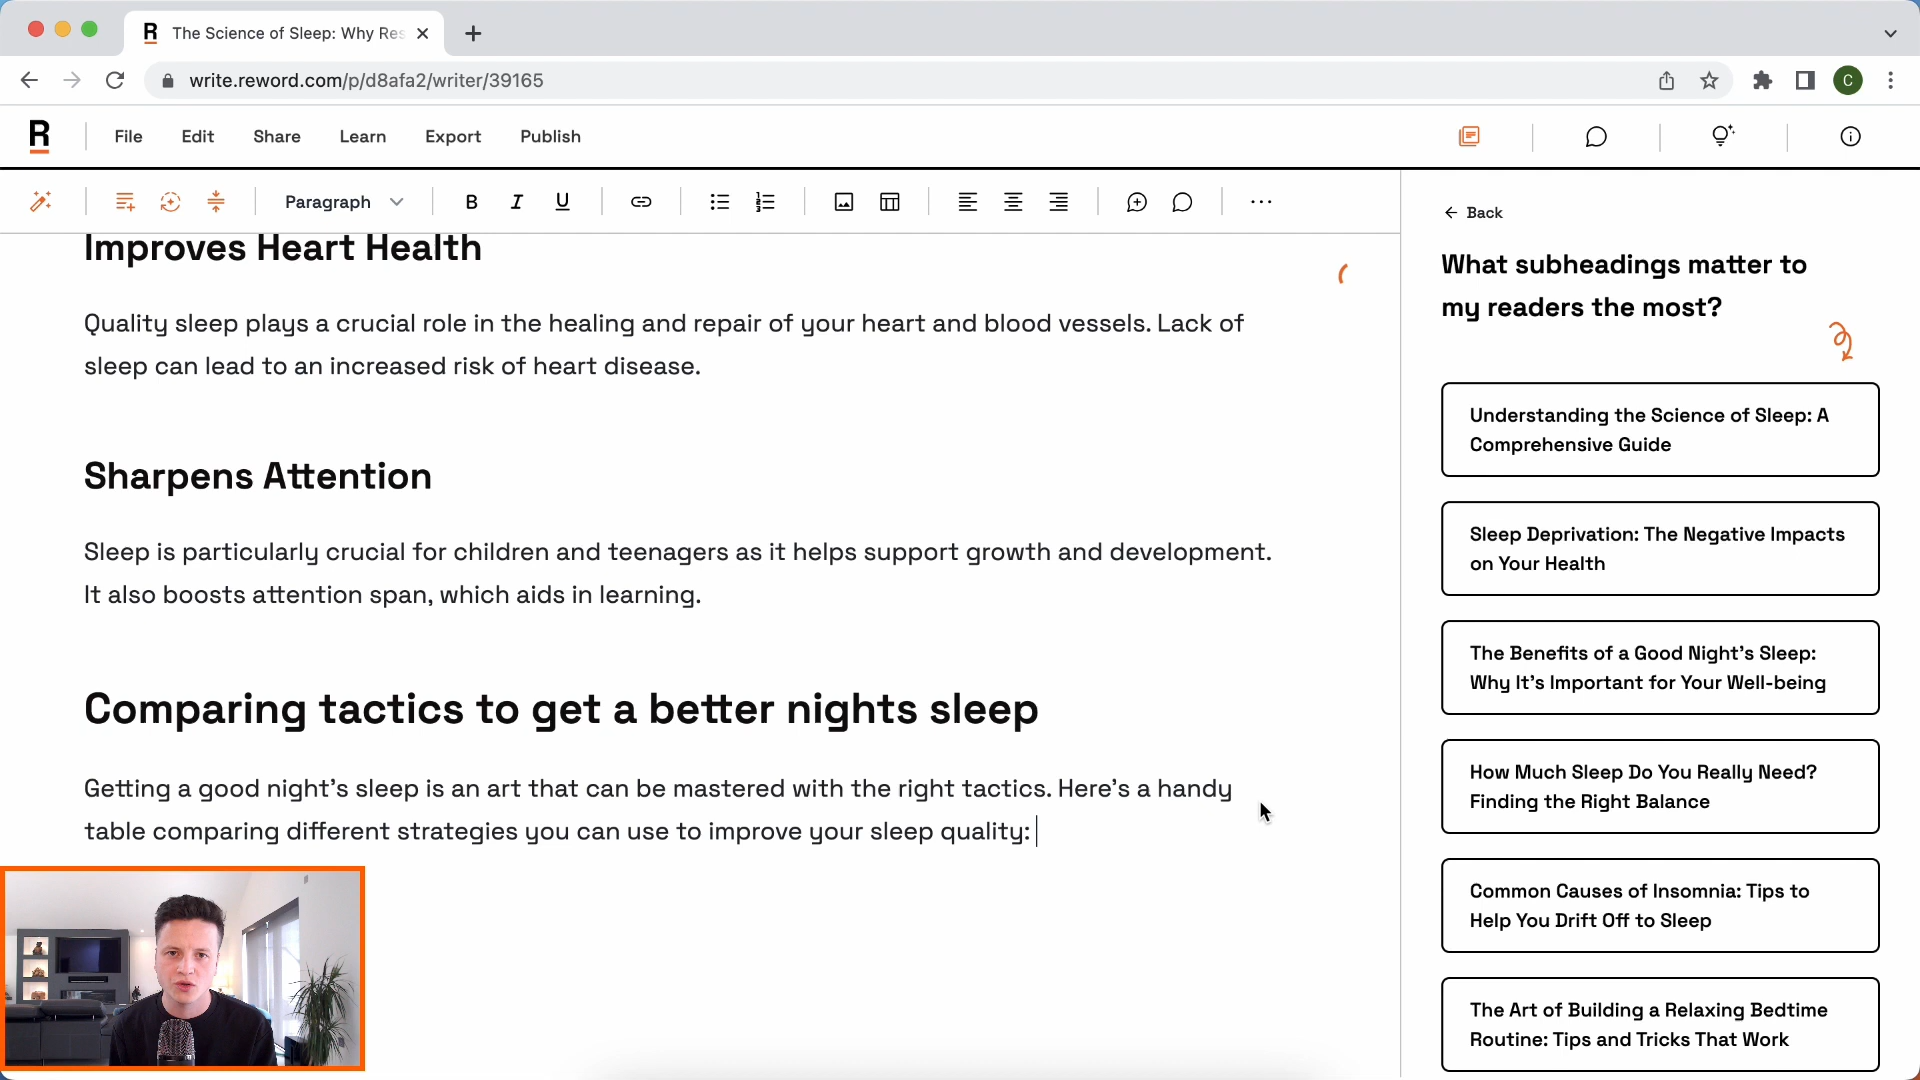 R The Science of Sleep: Why Res
write.reword.com/p/d8afa2/writer/39165
C
R File Edit Share Learn Export Publish
Paragraph B I U
Improves Heart Health
Quality sleep plays a crucial role in the healing and repair of your heart and blood vessels. Lack of
sleep can lead to an increased risk of heart disease.
Sharpens Attention
Sleep is particularly crucial for children and teenagers as it helps support growth and development.
It also boosts attention span, which aids in learning.
Comparing tactics to get a better nights sleep
Getting a good night's sleep is an art that can be mastered with the right tactics. Here's a handy
table comparing different strategies you can use to improve your sleep quality:
Back
What subheadings matter to
my readers the most?
Understanding the Science of Sleep: A
Comprehensive Guide
Sleep Deprivation: The Negative Impacts
on Your Health
The Benefits of a Good Night's Sleep:
Why It's Important for Your Well-being
How Much Sleep Do You Really Need?
Finding the Right Balance
Common Causes of Insomnia: Tips to
Help You Drift Off to Sleep
The Art of Building a Relaxing Bedtime
Routine: Tips and Tricks That Work